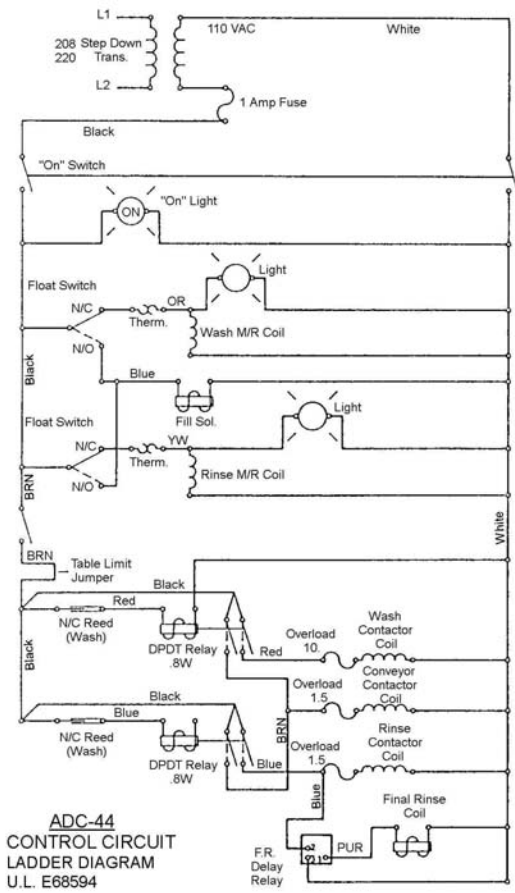 L1
110 VAC
White
208 Step Down
220 Trans.
L2
1 Amp Fuse
Black
"On" Switch
"On" Light
ON
Light
Float Switch
N/C
OR
Therm.
Wash M/R Coil
N/O
Black
Blue
Fill Sol.
Float Switch
Light
N/C
YW
Therm.
Rinse M/R Coil
N/O
BRN
White
BRN
Table Limit
Jumper
Black
Red
N/C Reed
(Wash)
DPDT Relay
.8W
Red
Overload
10.
Wash
Contactor
Coil
Black
Conveyor
Contactor
Coil
Overload
1.5
Black
Blue
BRN
N/C Reed
(Wash)
DPDT Relay
.8W
Blue
Overload
1.5
Rinse
Contactor
Coil
Blue
Final Rinse
Coil
2
3 1
PUR
F.R.
Delay
Relay
ADC-44
CONTROL CIRCUIT
LADDER DIAGRAM
U.L. E68594